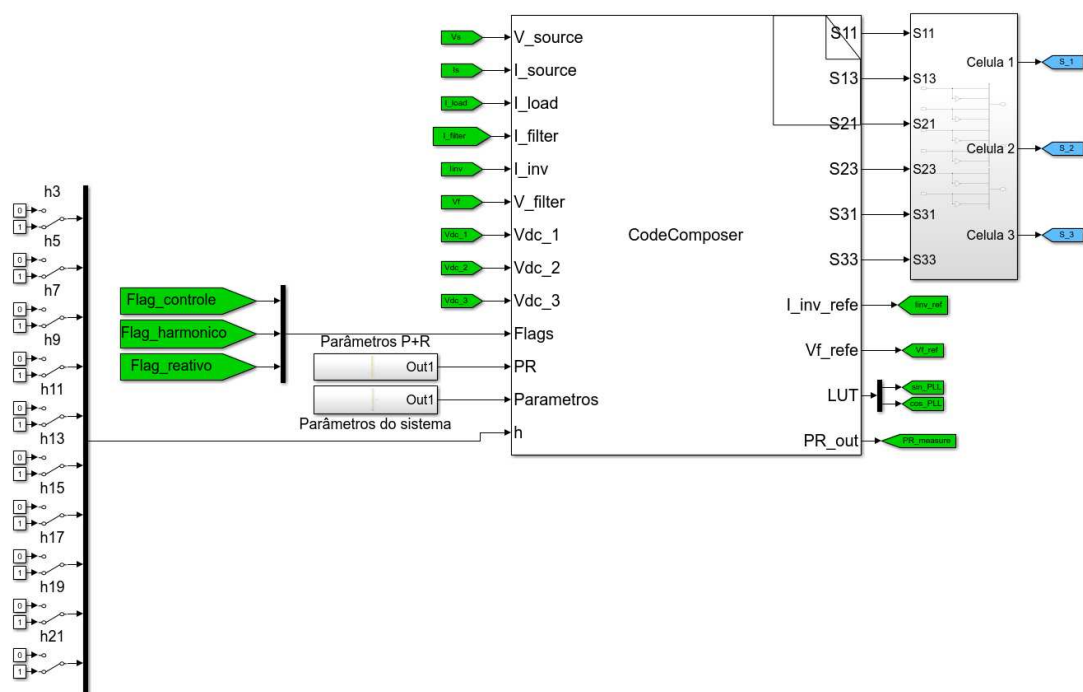 h3
0
1
h5
0
1
h7
0
1
h9
0
1
h11
0
1
h13
0
1
h15
0
1
h17
0
1
h19
0
1
h21
0
1
Flag_controle
Flag_harmonico
Flag_reativo
Parâmetros P+R
Out1
Out1
Parâmetros do sistema
Vs
Is
I_load
I_filter
Iinv
Vf
Vdc_1
Vdc_2
Vdc_3
V_source
I_source
I_load
I_filter
I_inv
V_filter
Vdc_1
Vdc_2
Vdc_3
Flags
PR
Parametros
h
CodeComposer
S11
S13
S21
S23
S31
S33
I_inv_refe
Vf_refe
LUT
PR_out
S11
S13
S21
S23
S31
S33
Celula 1
Celula 2
Celula 3
S_1
S_2
S_3
Iinv_ref
Vf_ref
sin_PLL
cos_PLL
PR_measure